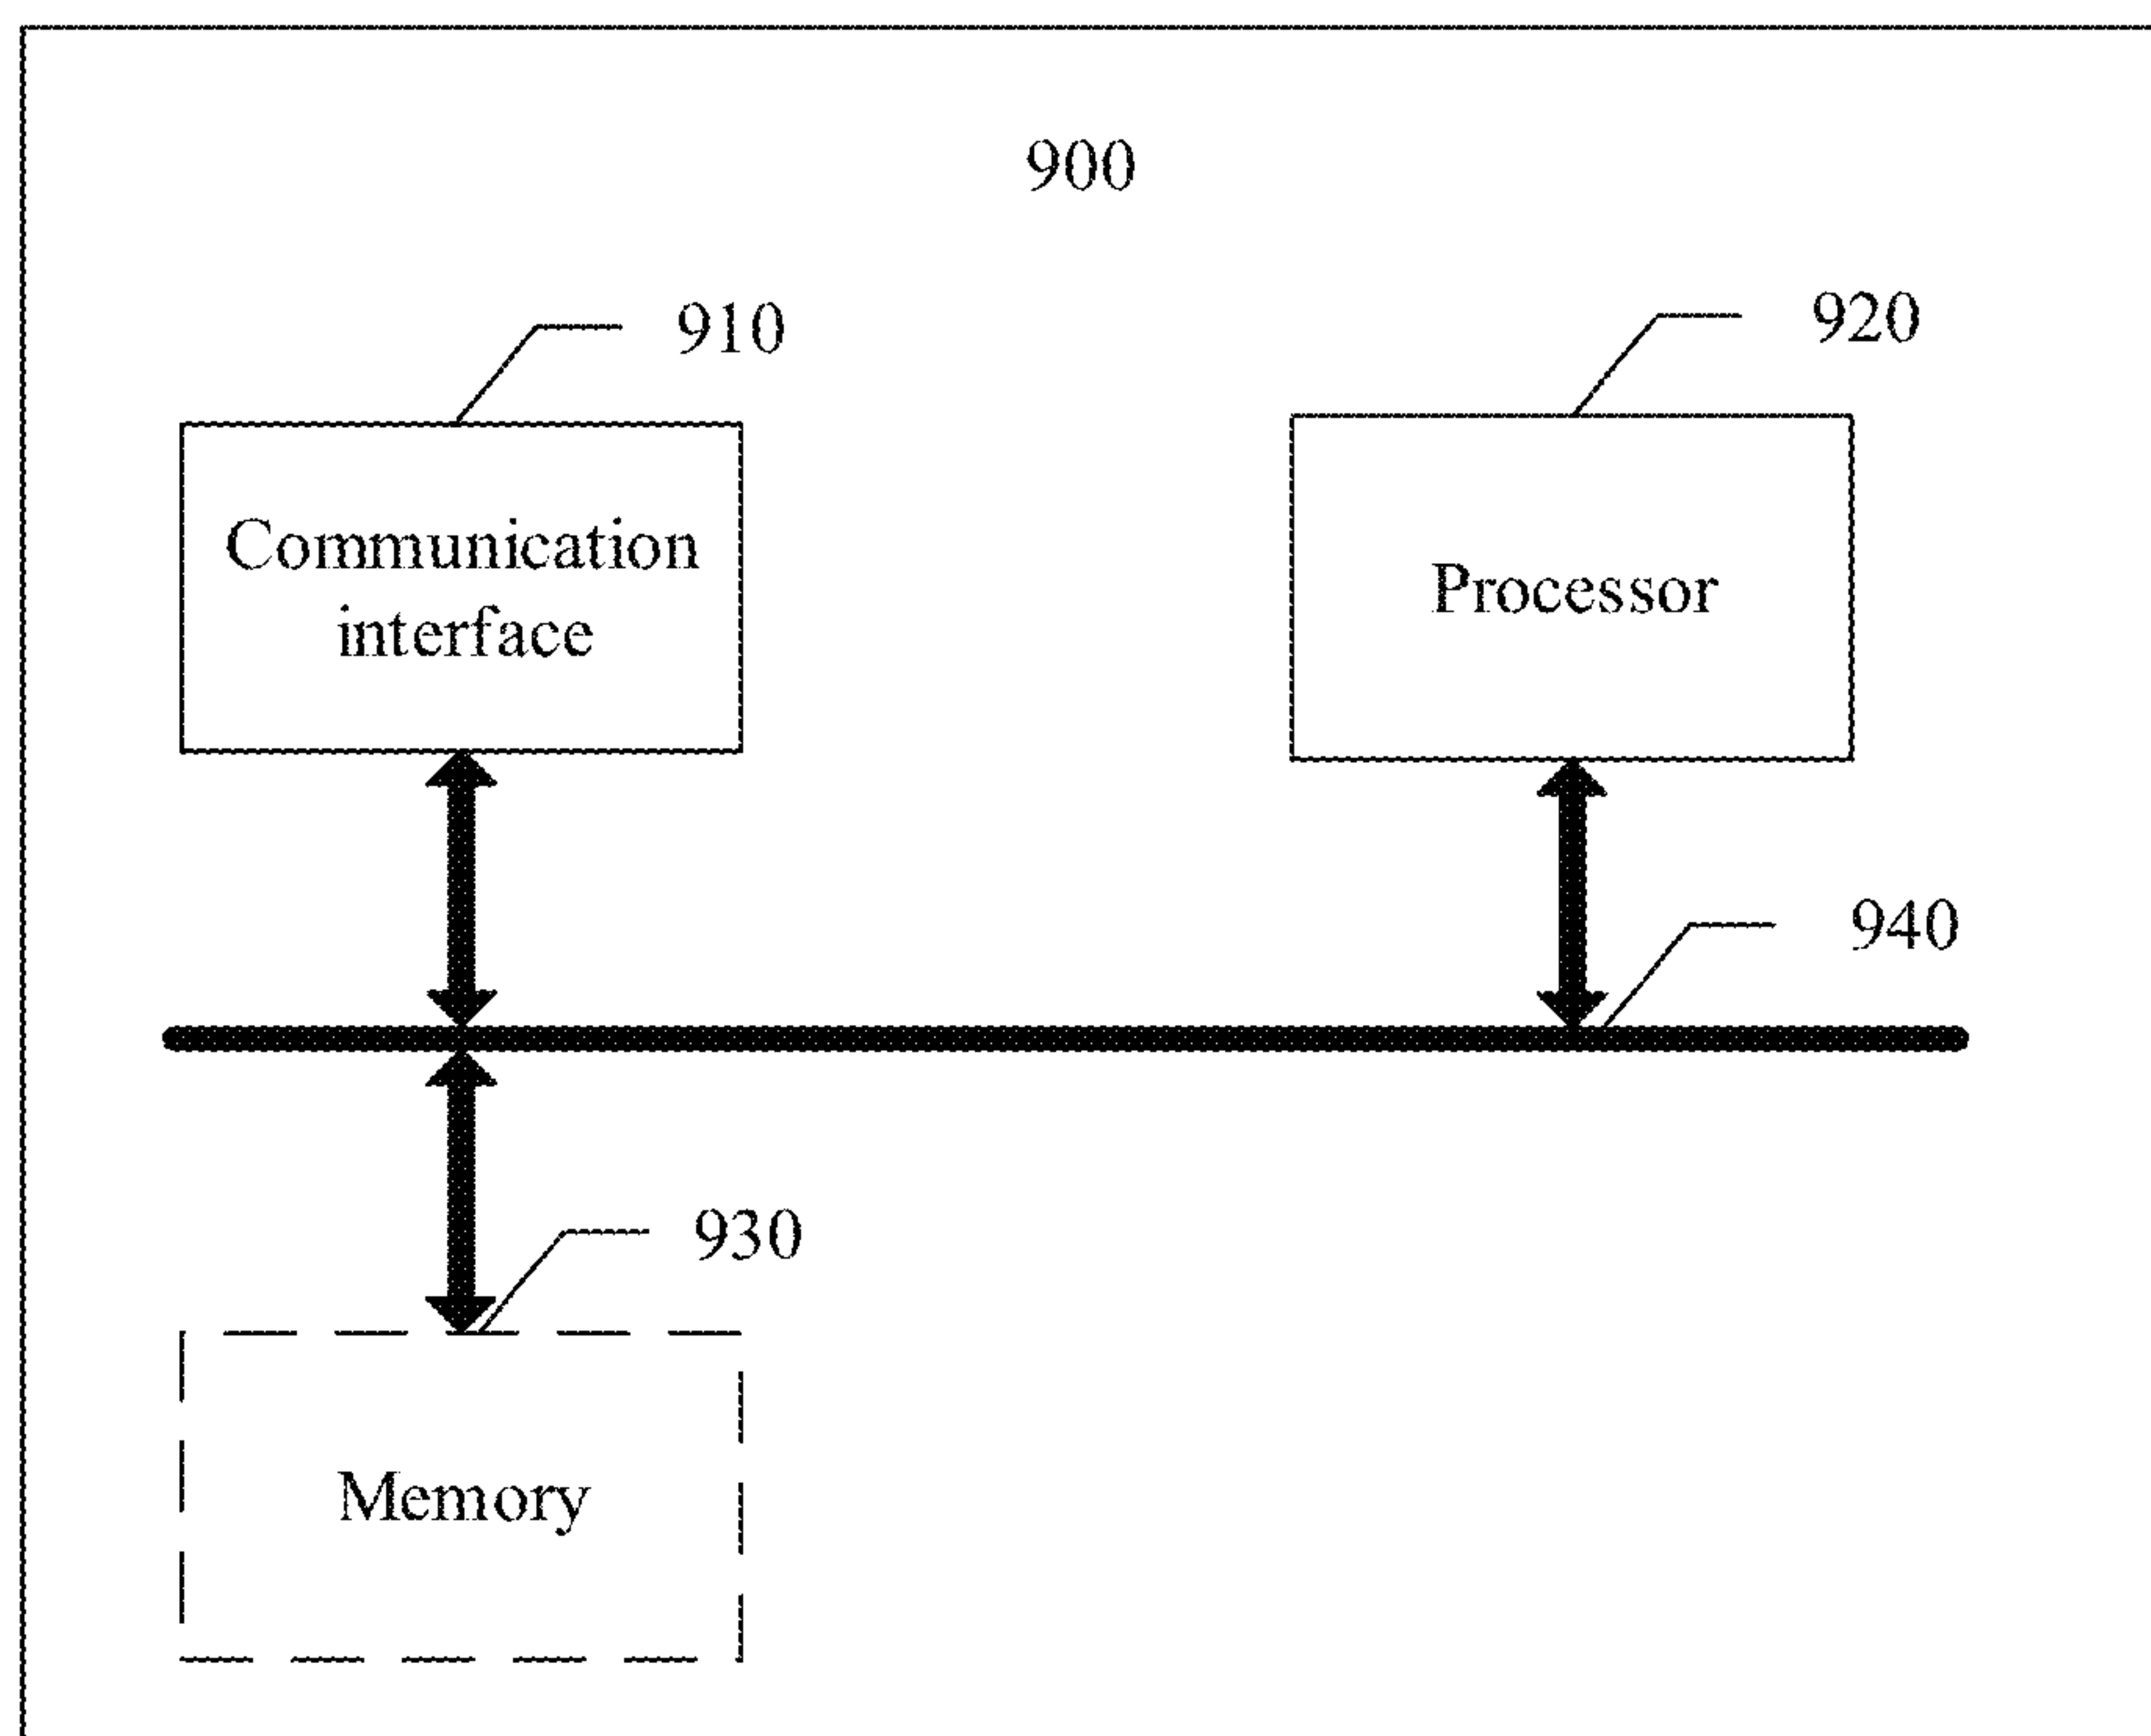 900
910
920
Communication
interface
Processor
940
930
Memory